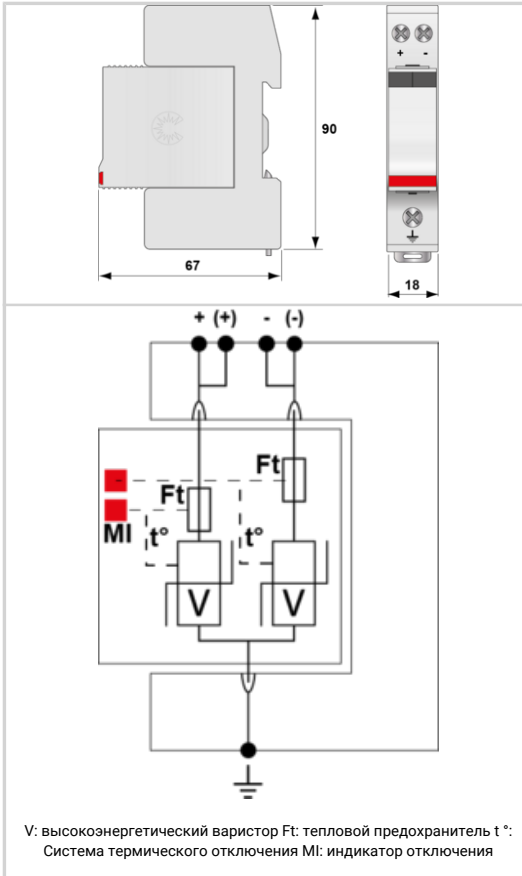 + -
90
67
18
+ (+) - (-)
Ft
Ft
-
MI
t°
t°
V
V
V: высокоэнергетический варистор Ft: тепловой предохранитель t °:
Система термического отключения MI: индикатор отключения